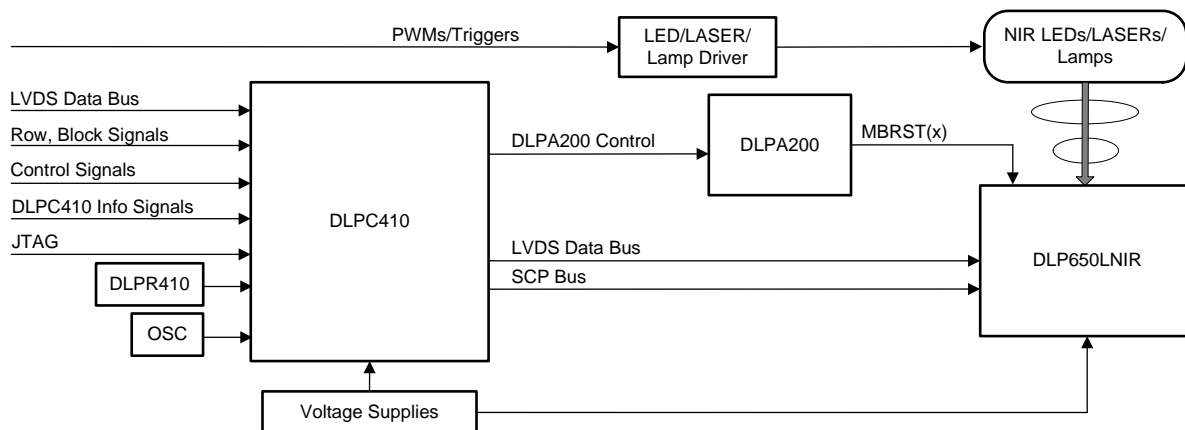 PWMs/Triggers
LED/LASER/
Lamp Driver
NIR LEDs/LASERs/
Lamps
LVDS Data Bus
Row, Block Signals
Control Signals
DLPC410 Info Signals
JTAG
DLPR410
OSC
DLPC410
DLPA200 Control
DLPA200
MBRST(x)
LVDS Data Bus
SCP Bus
DLP650LNIR
Voltage Supplies